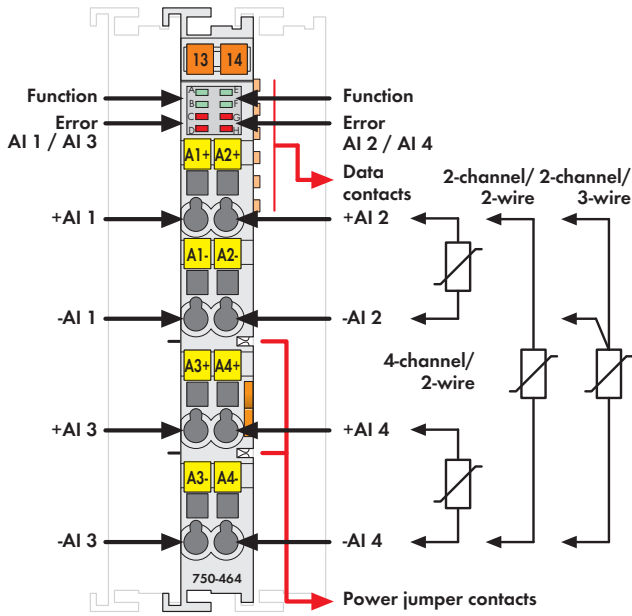 13 14
A E
B F
C G
D H
Function
Error
AI 1 / AI 3
Function
Error
AI 2 / AI 4
A1+ A2+
Data
contacts
2-channel/
2-wire
2-channel/
3-wire
+AI 1
+AI 2
A1- A2-
-AI 1
-AI 2
A3+ A4+
4-channel/
2-wire
+AI 3
+AI 4
A3- A4-
-AI 3
-AI 4
750-464
Power jumper contacts